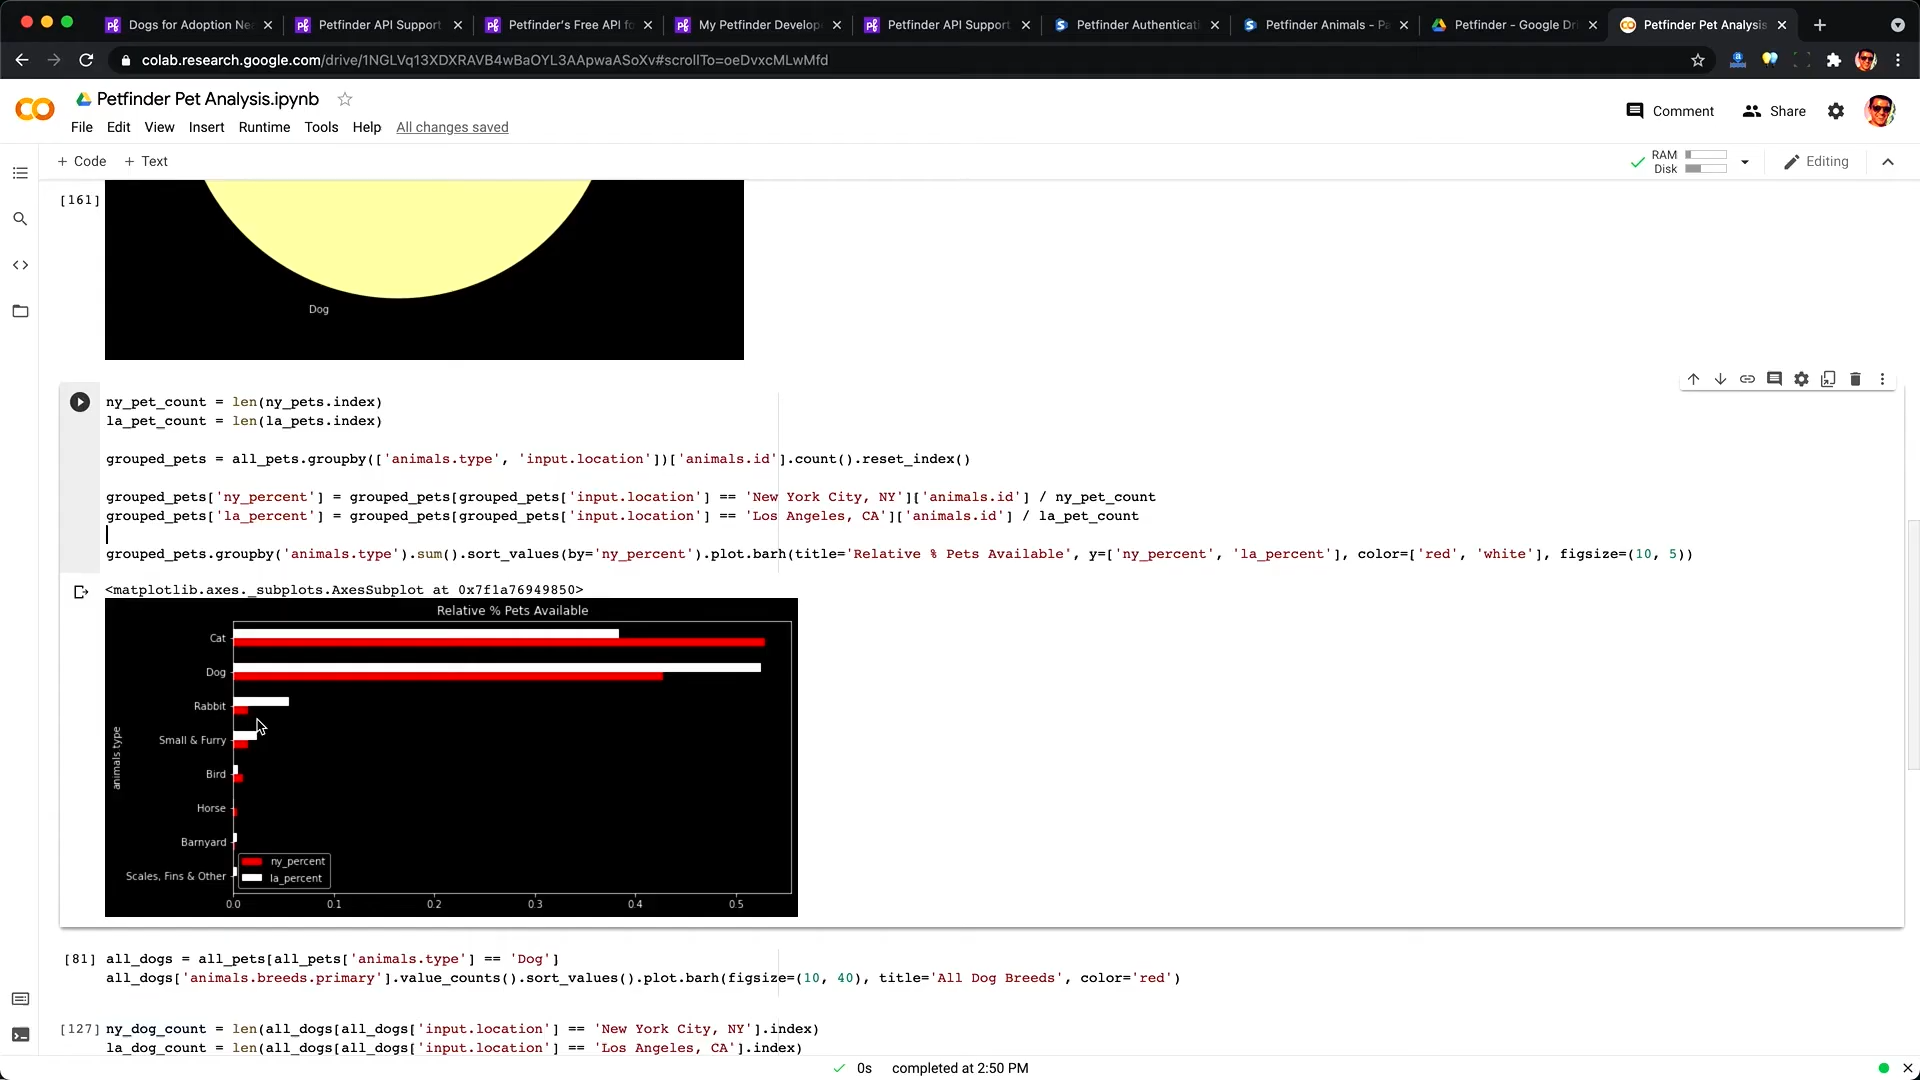 Dogs for Adoption Ne
Petfinder API Support
Petfinder's Free API fo
My Petfinder Develop
Petfinder API Support
Petfinder Authenticati
Petfinder Animals - Pa
Petfinder - Google Dri
Petfinder Pet Analysis
colab.research.google.com/drive/1NGLVq13XDXRAVB4wBaOYL3AApwaASoXv#scrollTo=oeDvxcMLwMfd
Petfinder Pet Analysis.ipynb
Comment
Share
File Edit View Insert Runtime Tools Help All changes saved
+ Code + Text
RAM
Disk
Editing
[161]
Dog
ny_pet_count = len(ny_pets.index)
la_pet_count = len(la_pets.index)
grouped_pets = all_pets.groupby(['animals.type', 'input.location'])['animals.id'].count().reset_index()
grouped_pets['ny_percent'] = grouped_pets[grouped_pets['input.location'] == 'New York City, NY']['animals.id'] / ny_pet_count
grouped_pets['la_percent'] = grouped_pets[grouped_pets['input.location'] == 'Los Angeles, CA']['animals.id'] / la_pet_count
grouped_pets.groupby('animals.type').sum().sort_values(by='ny_percent').plot.barh(title='Relative % Pets Available', y=['ny_percent', 'la_percent'], color=['red', 'white'], figsize=(10, 5))
<matplotlib.axes._subplots.AxesSubplot at 0x7f1a76949850>
Relative % Pets Available
Cat
Dog
Rabbit
Small & Furry
Bird
Horse
Barnyard
Scales, Fins & Other
animals.type
ny_percent
la_percent
0.0 0.1 0.2 0.3 0.4 0.5
[81] all_dogs = all_pets[all_pets['animals.type'] == 'Dog']
all_dogs['animals.breeds.primary'].value_counts().sort_values().plot.barh(figsize=(10, 40), title='All Dog Breeds', color='red')
[127] ny_dog_count = len(all_dogs[all_dogs['input.location'] == 'New York City, NY'].index)
la_dog_count = len(all_dogs[all_dogs['input.location'] == 'Los Angeles, CA'].index)
0s completed at 2:50 PM